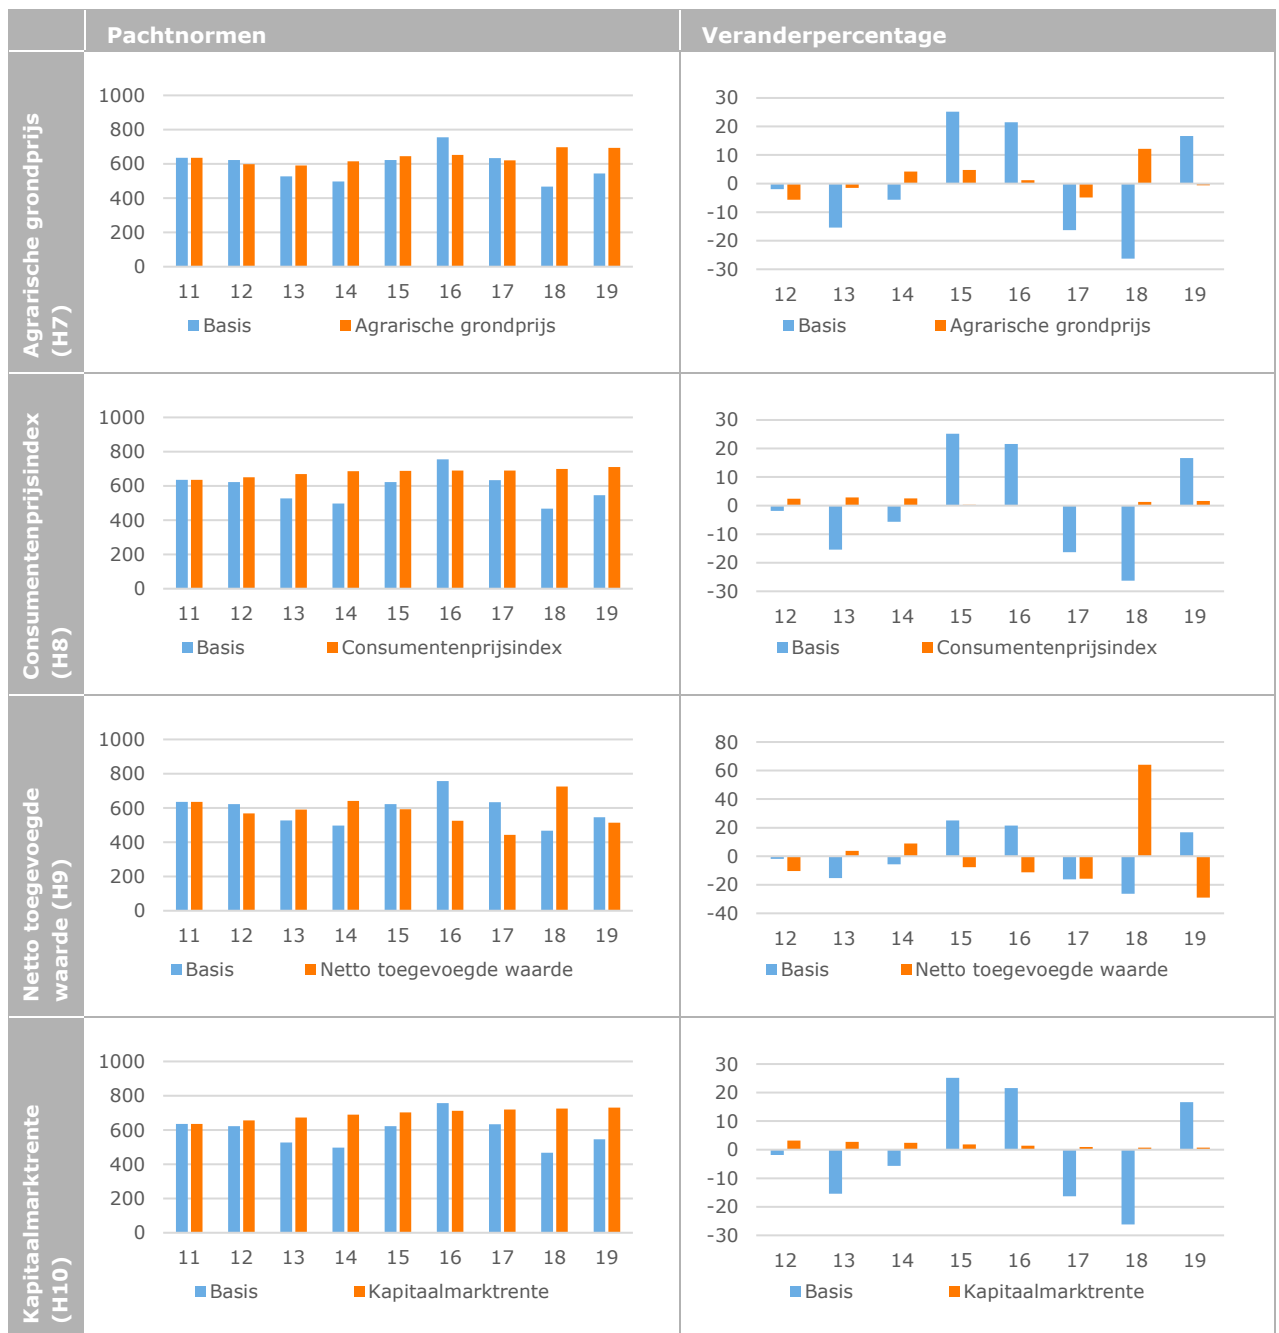 Pachtnormen
Veranderpercentage
Agrarische grondprijs
(H7)
1000
800
600
400
200
0
11 12 13 14 15 16 17 18 19
Basis Agrarische grondprijs
30
20
10
0
-10
-20
-30
12 13 14 15 16 17 18 19
Basis Agrarische grondprijs
Consumentenprijsindex
(H8)
1000
800
600
400
200
0
11 12 13 14 15 16 17 18 19
Basis Consumentenprijsindex
30
20
10
0
-10
-20
-30
12 13 14 15 16 17 18 19
Basis Consumentenprijsindex
Netto toegevoegde
waarde (H9)
1000
800
600
400
200
0
11 12 13 14 15 16 17 18 19
Basis Netto toegevoegde waarde
80
60
40
20
0
-20
-40
12 13 14 15 16 17 18 19
Basis Netto toegevoegde waarde
Kapitaalmarktrente
(H10)
1000
800
600
400
200
0
11 12 13 14 15 16 17 18 19
Basis Kapitaalmarktrente
30
20
10
0
-10
-20
-30
12 13 14 15 16 17 18 19
Basis Kapitaalmarktrente